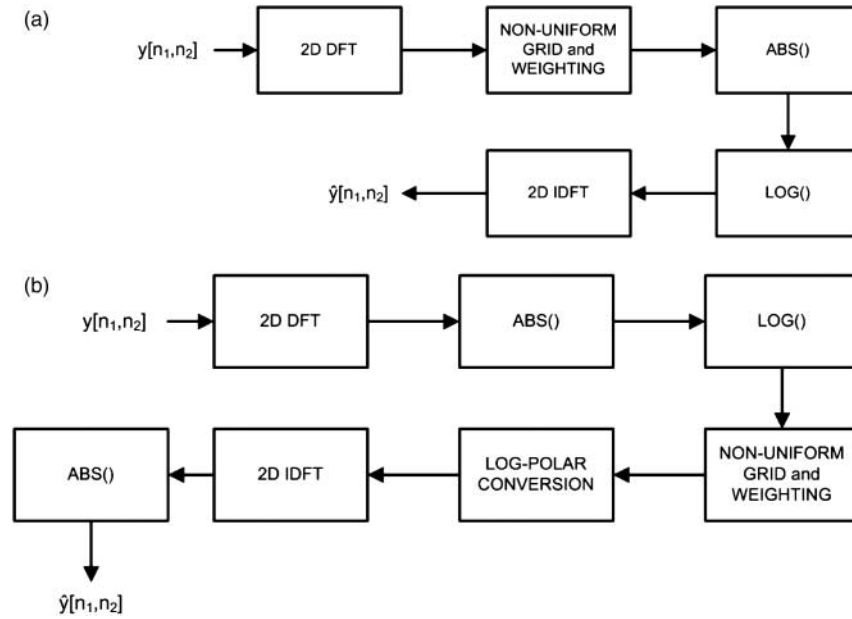 (a)
y[n₁,n₂]
2D DFT
NON-UNIFORM
GRID and
WEIGHTING
ABS()
ŷ[n₁,n₂]
2D IDFT
LOG()
(b)
y[n₁,n₂]
2D DFT
ABS()
LOG()
ABS()
2D IDFT
LOG-POLAR
CONVERSION
NON-UNIFORM
GRID and
WEIGHTING
ŷ[n₁,n₂]